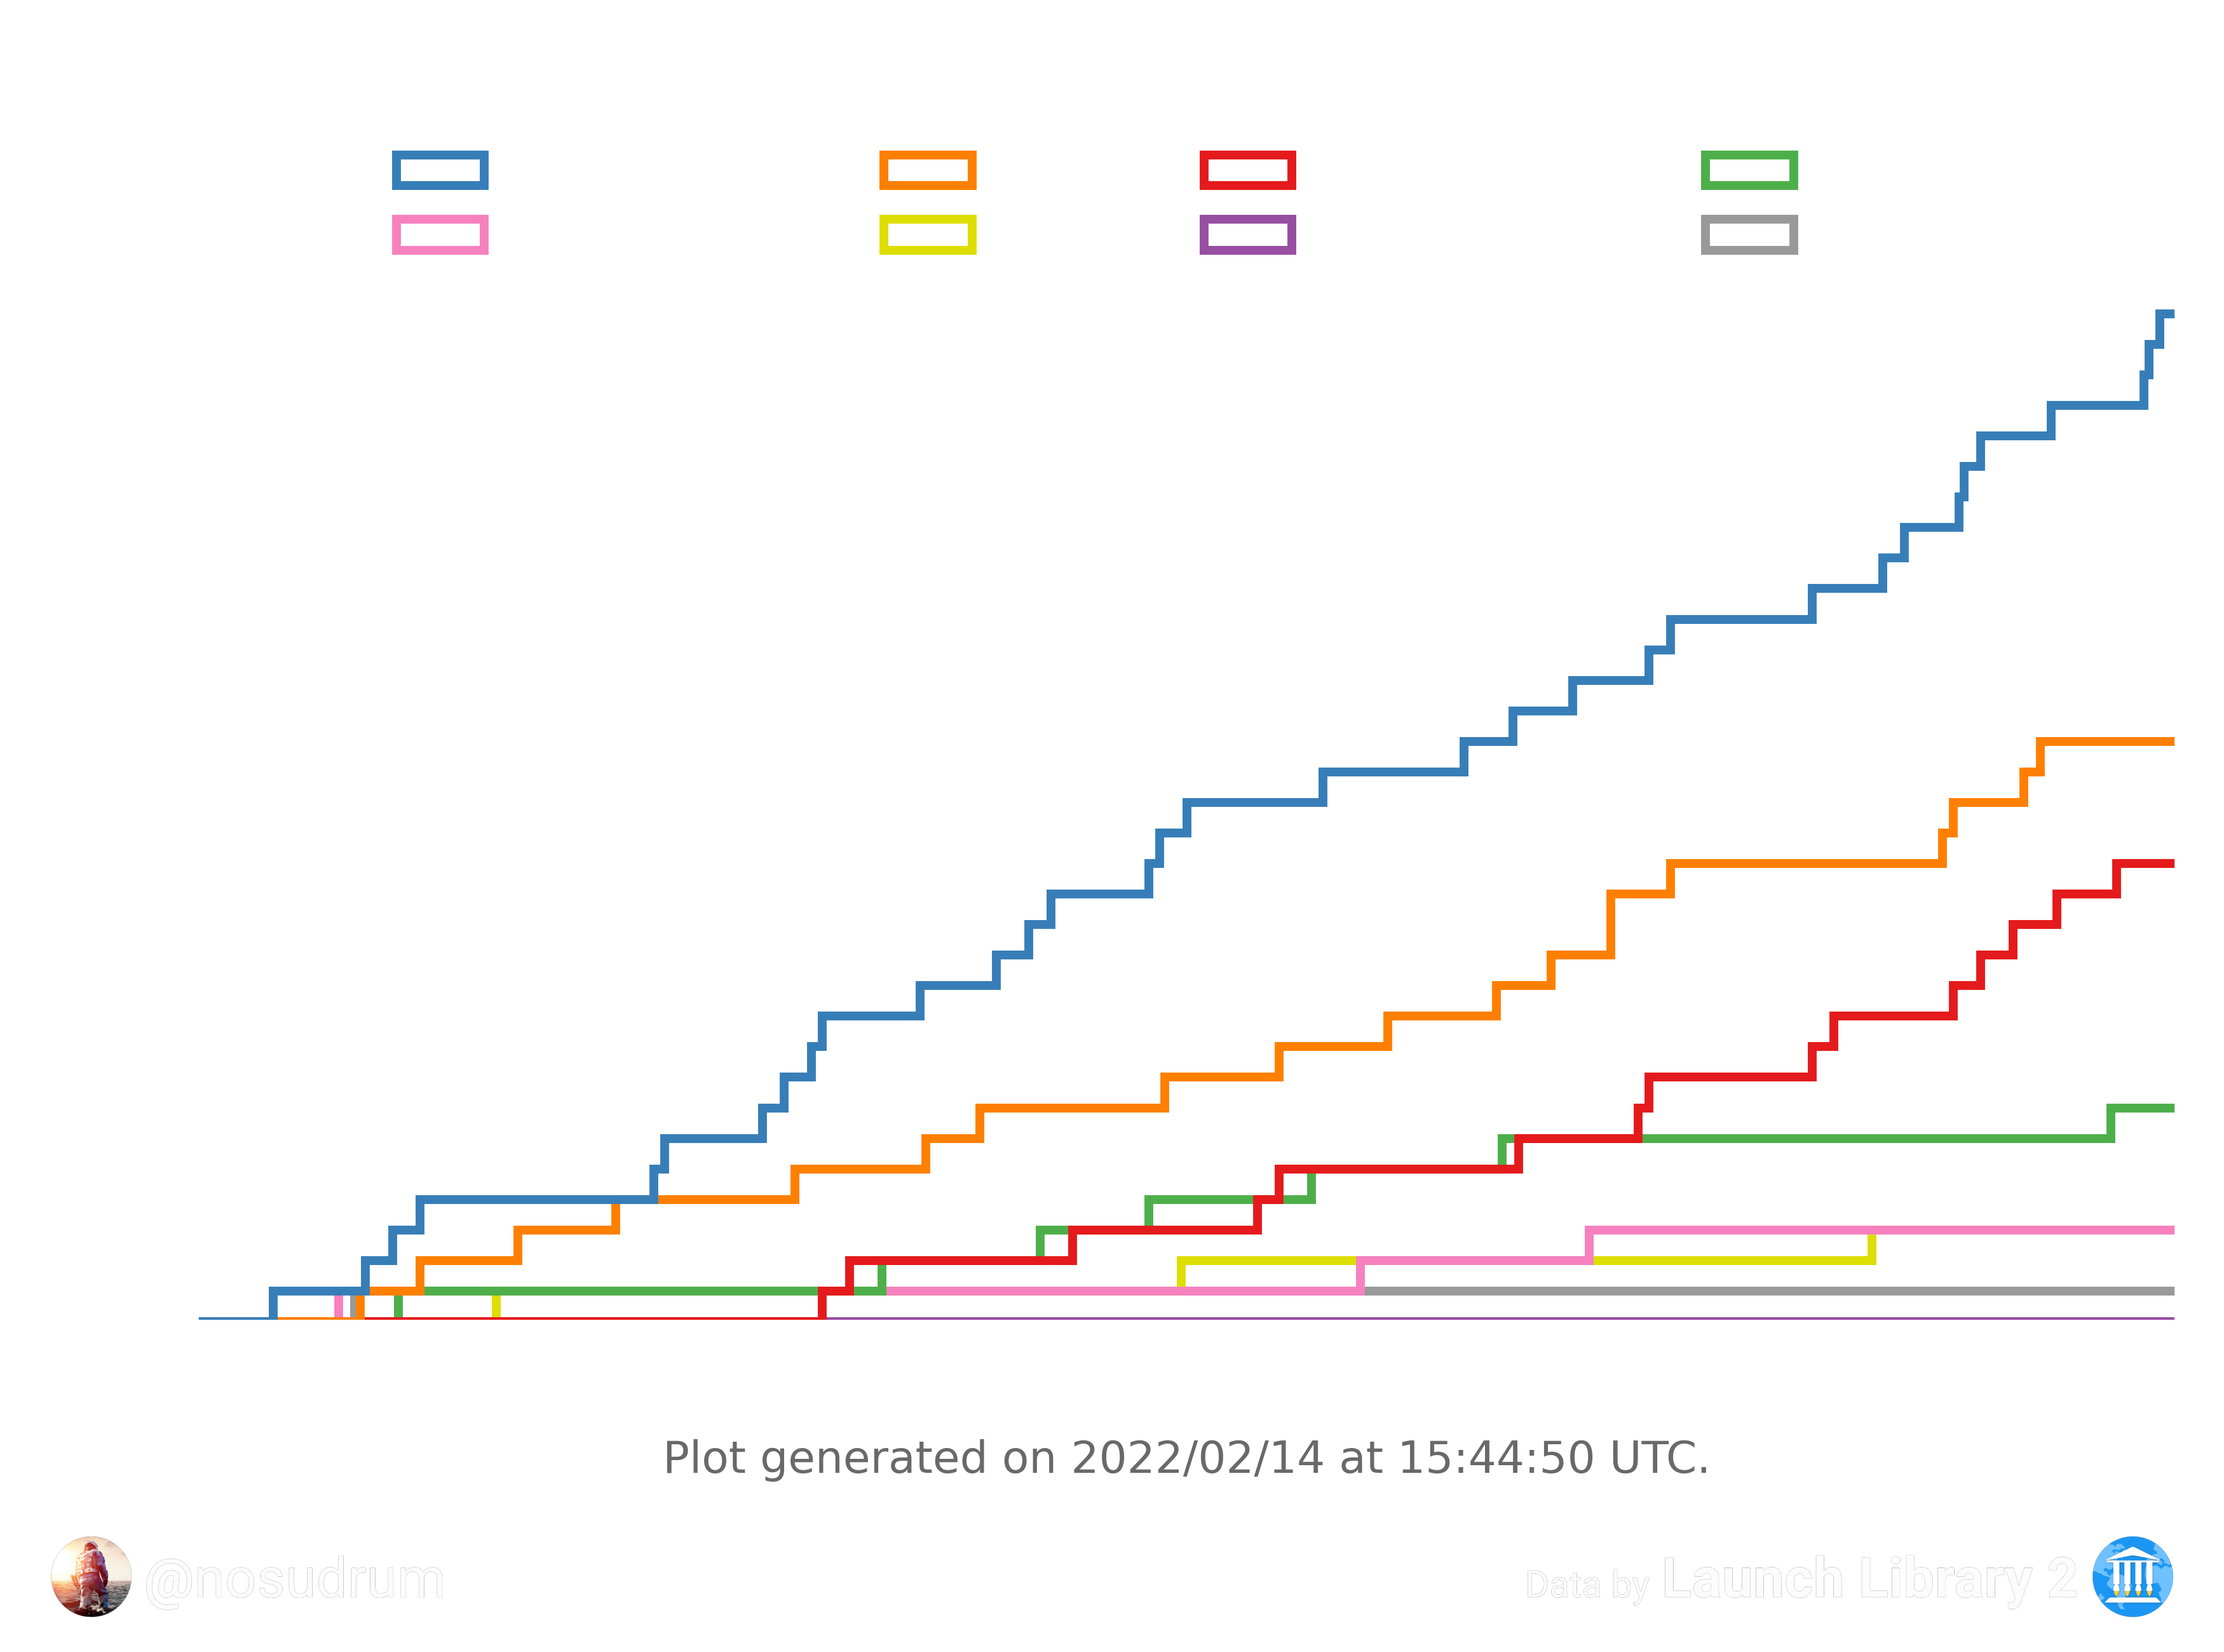 Plot generated on 2022/02/14 at 15:44:50 UTC.
@nosudrum
Data by Launch Library 2